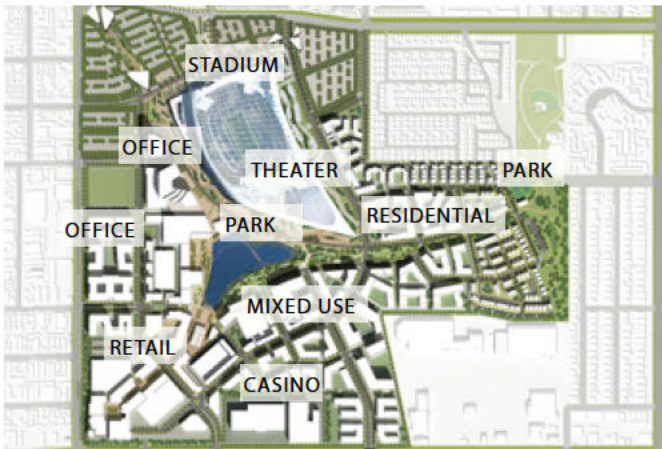 STADIUM
OFFICE
THEATER
PARK
RESIDENTIAL
PARK
OFFICE
MIXED USE
RETAIL
CASINO